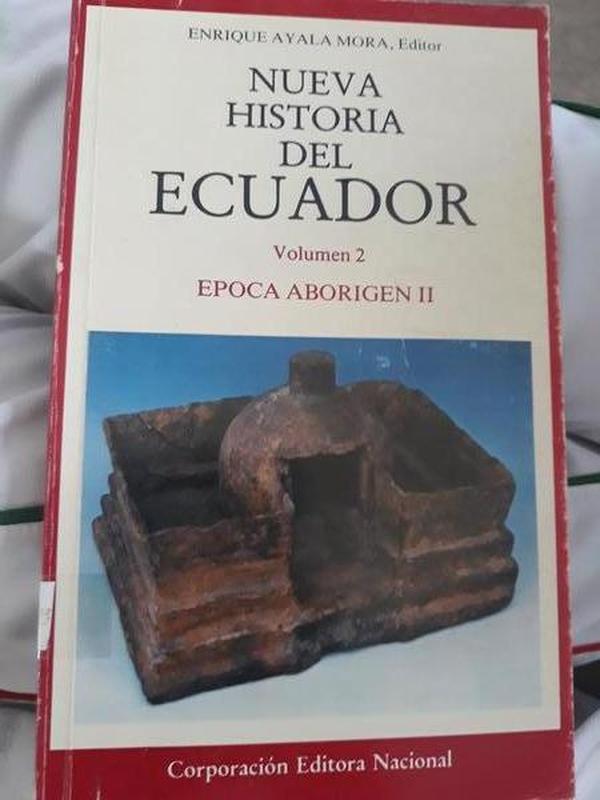 ENRIQUE AYALA MORA, Editor
NUEVA
HISTORIA
DEL
ECUADOR
Volumen 2
EPOCA ABORIGEN II
Corporación Editora Nacional